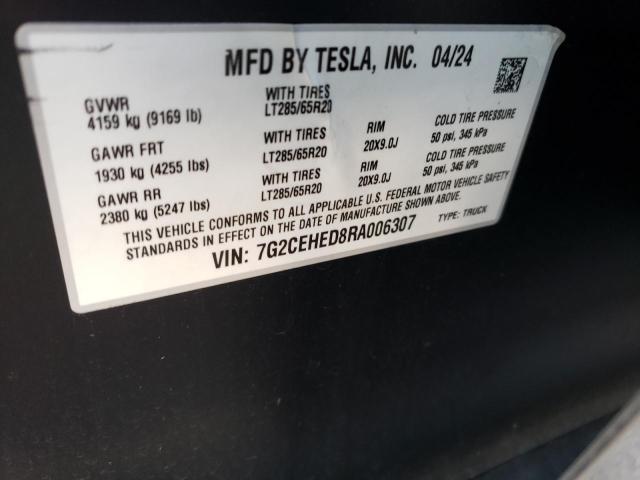 MFD BY TESLA, INC. 04/24
GVWR
4159 kg (9169 lb)
WITH TIRES
LT285/65R20
COLD TIRE PRESSURE
50 psi, 345 kPa
GAWR FRT
1930 kg (4255 lbs)
WITH TIRES
LT285/65R20
RIM
20X9.0J
COLD TIRE PRESSURE
50 psi, 345 kPa
GAWR RR
2380 kg (5247 lbs)
WITH TIRES
LT285/65R20
RIM
20X9.0J
THIS VEHICLE CONFORMS TO ALL APPLICABLE U.S. FEDERAL MOTOR VEHICLE SAFETY
STANDARDS IN EFFECT ON THE DATE OF MANUFACTURE SHOWN ABOVE.
VIN: 7G2CEHED8RA006307 TYPE: TRUCK